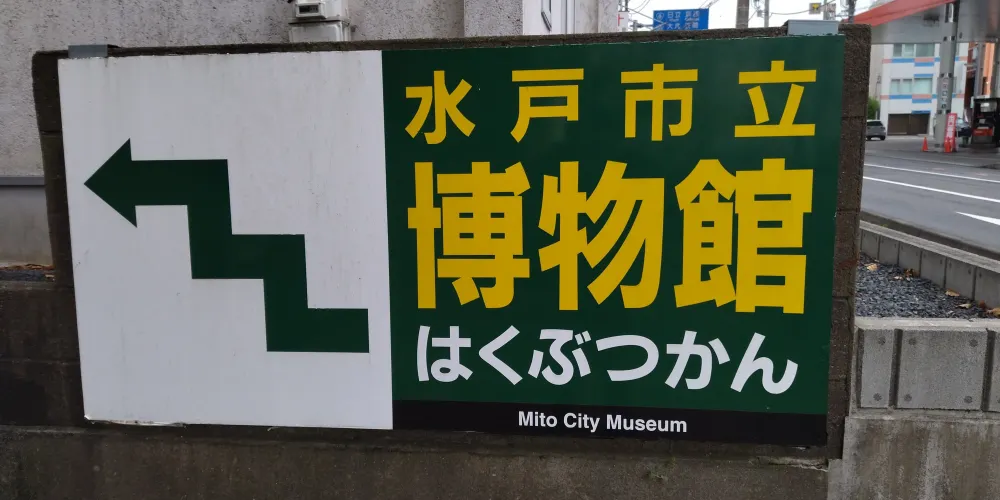 水戸市立
博物館
はくぶつかん
Mito City Museum